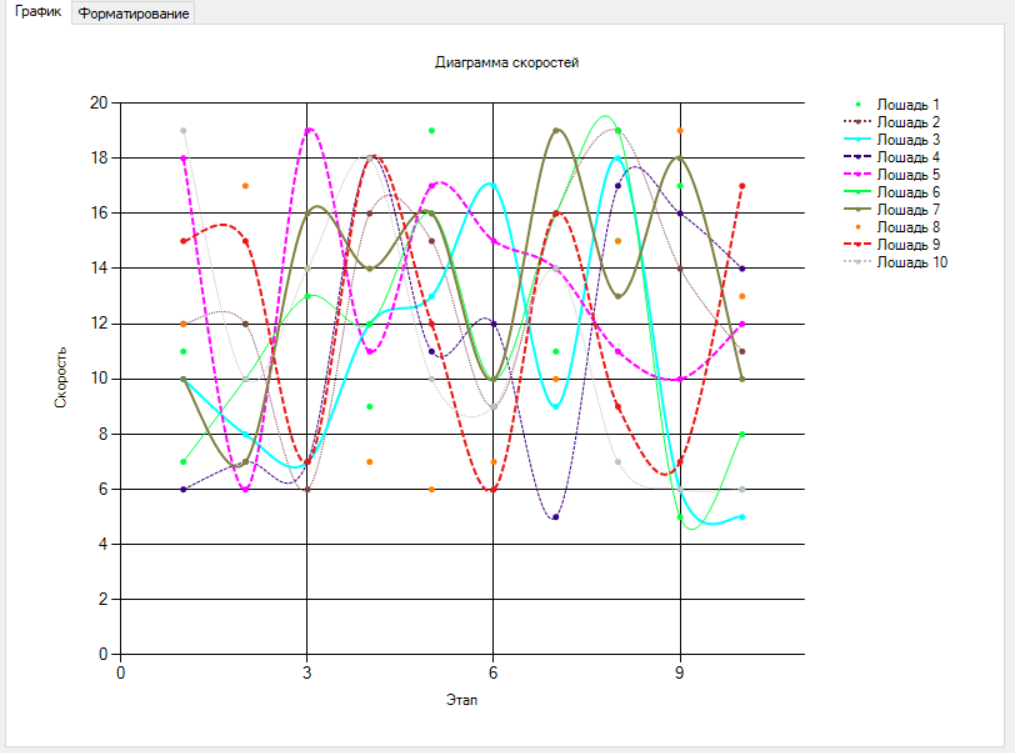 График Форматирование
Диаграмма скоростей
20
18
16
14
12
10
8
6
4
2
0
Скорость
0 3 6 9
Этап
Лошадь 1
Лошадь 2
Лошадь 3
Лошадь 4
Лошадь 5
Лошадь 6
Лошадь 7
Лошадь 8
Лошадь 9
Лошадь 10